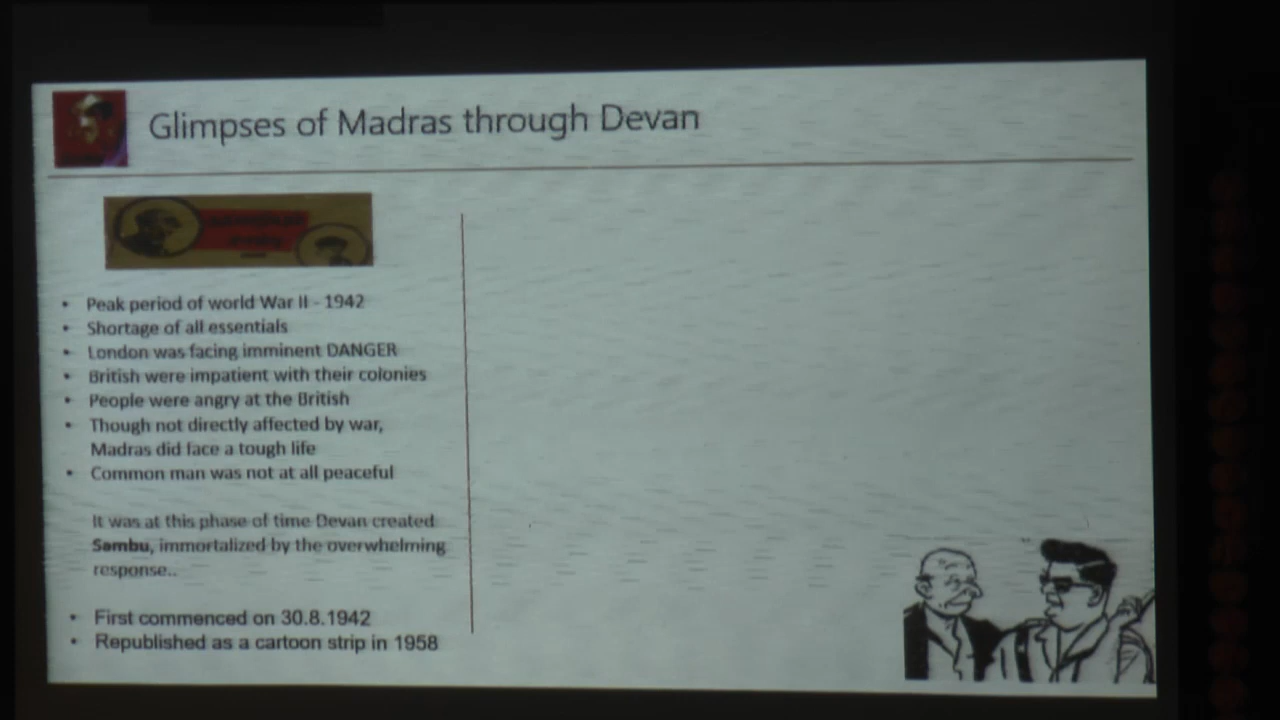 Glimpses of Madras through Devan
• Peak period of world War II - 1942
• Shortage of all essentials
• London was facing imminent DANGER
• British were impatient with their colonies
• People were angry at the British
• Though not directly affected by war,
Madras did face a tough life
• Common man was not at all peaceful
It was at this phase of time Devan created
Sambu, immortalized by the overwhelming
response..
• First commenced on 30.8.1942
• Republished as a cartoon strip in 1958